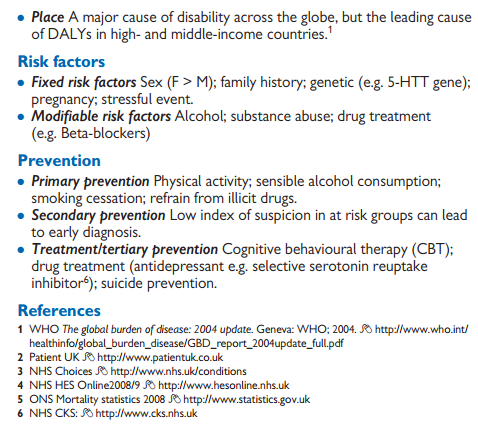 • Place A major cause of disability across the globe, but the leading cause
of DALYs in high- and middle-income countries.1
Risk factors
• Fixed risk factors Sex (F > M); family history; genetic (e.g. 5-HTT gene);
pregnancy; stressful event.
• Modifiable risk factors Alcohol; substance abuse; drug treatment
(e.g. Beta-blockers)
Prevention
• Primary prevention Physical activity; sensible alcohol consumption;
smoking cessation; refrain from illicit drugs.
• Secondary prevention Low index of suspicion in at risk groups can lead
to early diagnosis.
• Treatment/tertiary prevention Cognitive behavioural therapy (CBT);
drug treatment (antidepressant e.g. selective serotonin reuptake
inhibitor6); suicide prevention.
References
1 WHO The global burden of disease: 2004 update. Geneva: WHO; 2004. http://www.who.int/
healthinfo/global_burden_disease/GBD_report_2004update_full.pdf
2 Patient UK http://www.patientuk.co.uk
3 NHS Choices http://www.nhs.uk/conditions
4 NHS HES Online2008/9 http://www.hesonline.nhs.uk
5 ONS Mortality statistics 2008 http://www.statistics.gov.uk
6 NHS CKS: http://www.cks.nhs.uk